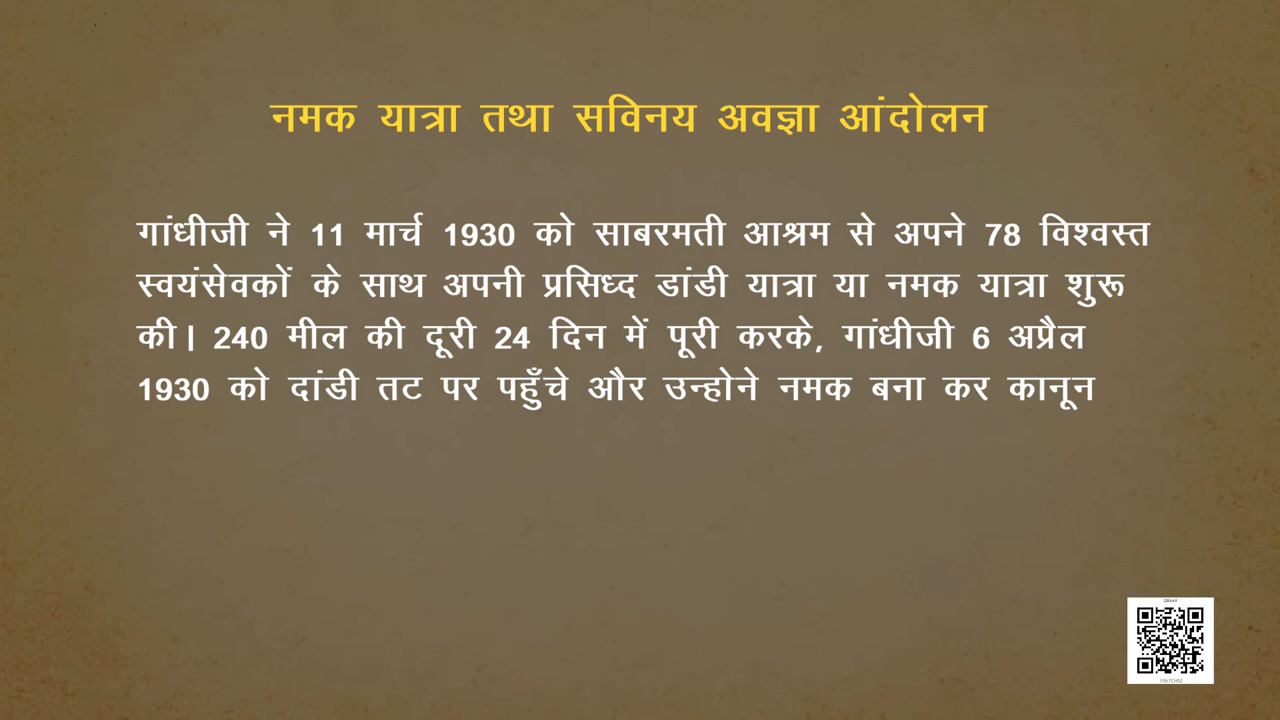 नमक यात्रा तथा सविनय अवज्ञा आंदोलन
गांधीजी ने 11 मार्च 1930 को साबरमती आश्रम से अपने 78 विश्वस्त
स्वयंसेवकों के साथ अपनी प्रसिध्द डांडी यात्रा या नमक यात्रा शुरू
की। 240 मील की दूरी 24 दिन में पूरी करके, गांधीजी 6 अप्रैल
1930 को दांडी तट पर पहुँचे और उन्होने नमक बना कर कानून